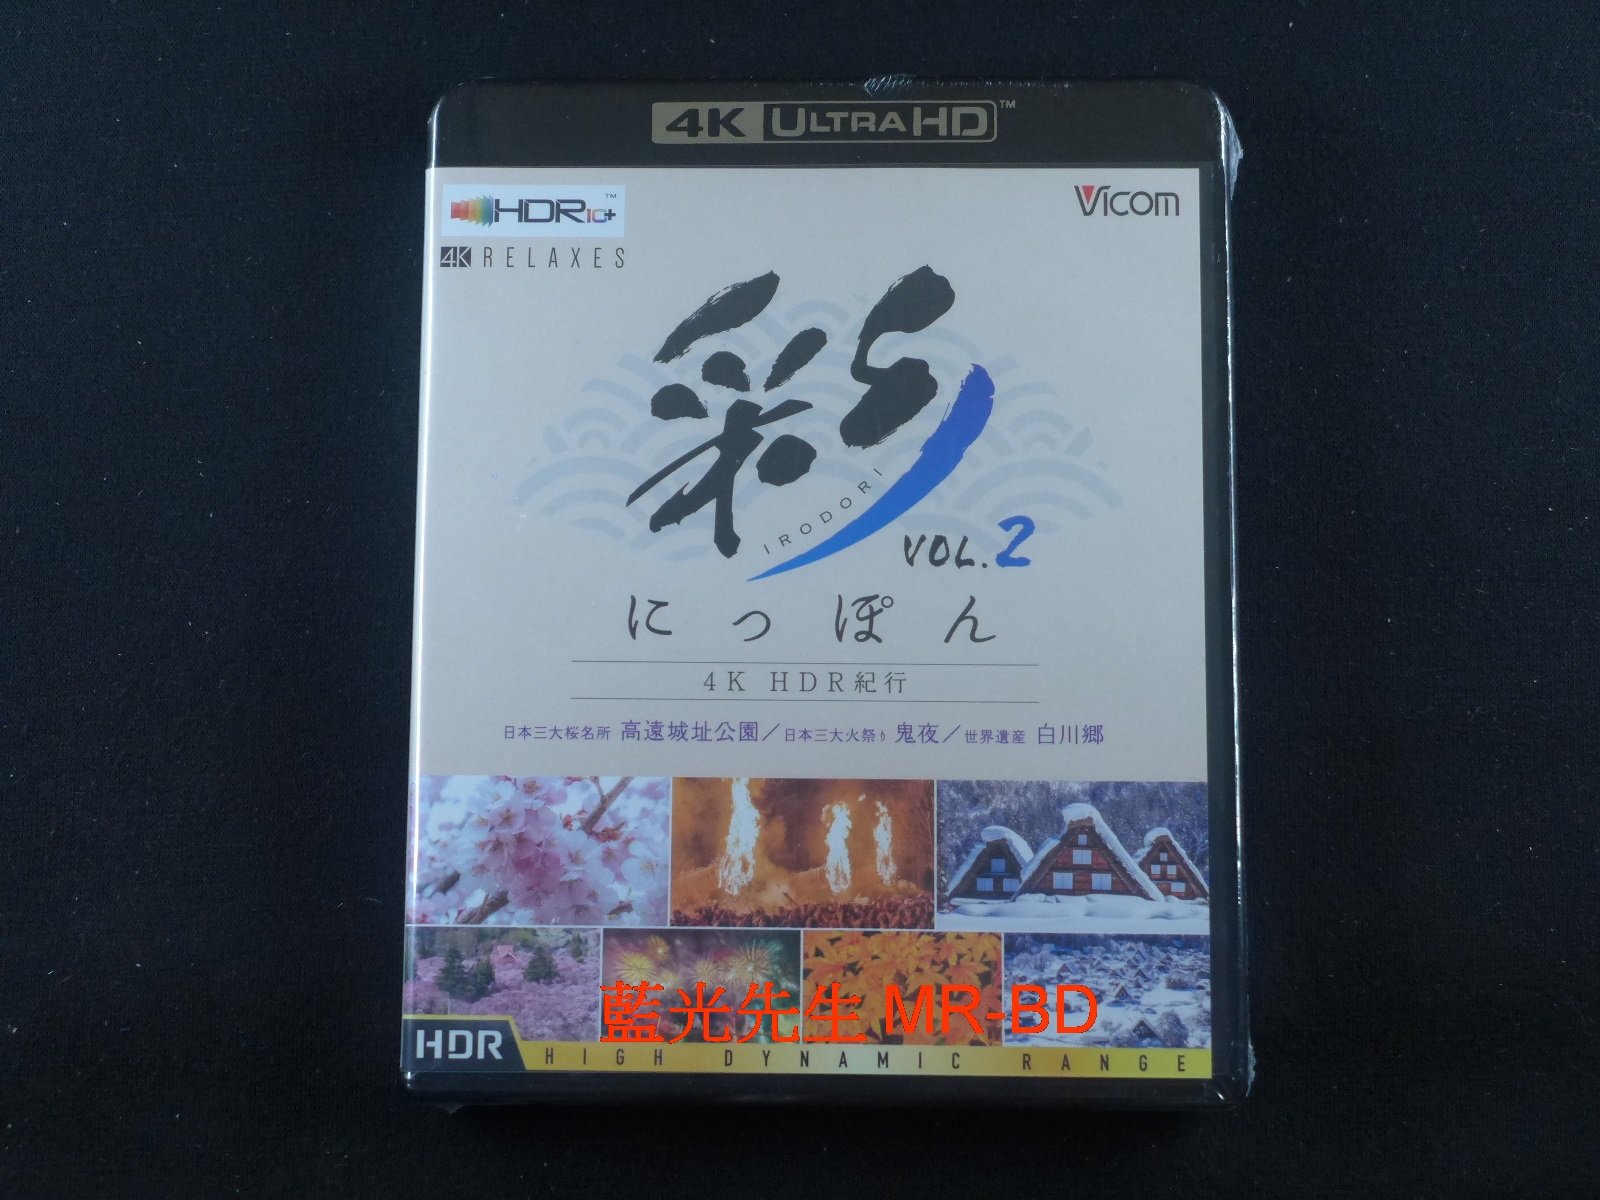 4K ULTRA HD™
HDR10+™
Vicom
4K RELAXES
彩
IRODORI
VOL.2
にっぽん
4K HDR紀行
日本三大桜名所 高遠城址公園／日本三大火祭り 鬼夜／世界遺産 白川郷
藍光先生 MR-BD
HDR HIGH DYNAMIC RANGE